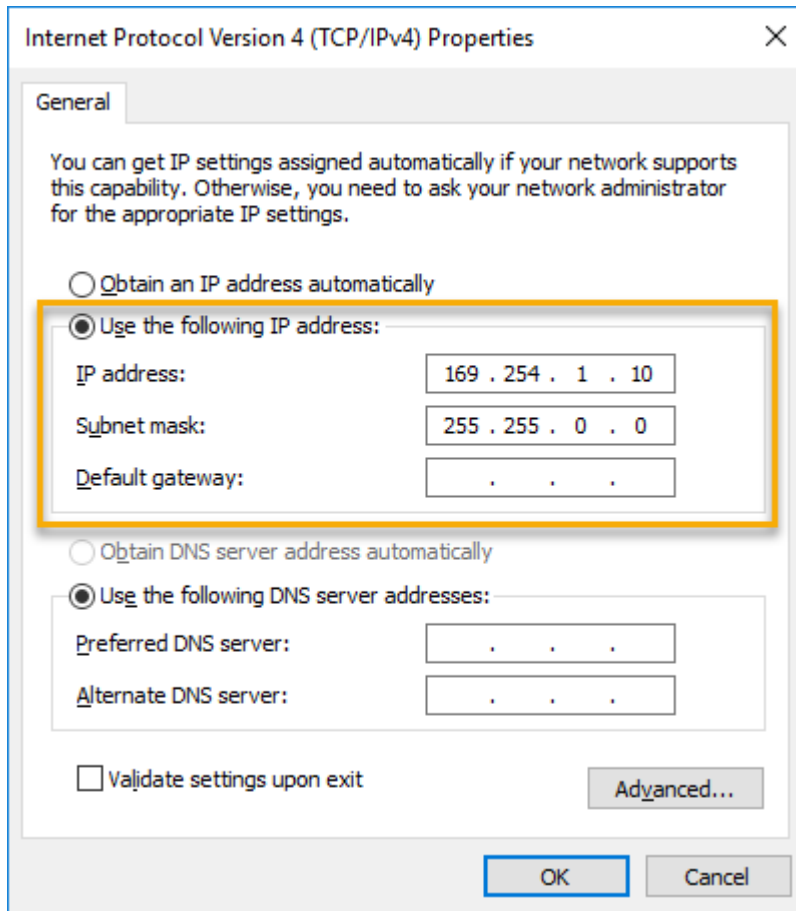 Internet Protocol Version 4 (TCP/IPv4) Properties
General
You can get IP settings assigned automatically if your network supports
this capability. Otherwise, you need to ask your network administrator
for the appropriate IP settings.
Obtain an IP address automatically
Use the following IP address:
IP address: 169 . 254 . 1 . 10
Subnet mask: 255 . 255 . 0 . 0
Default gateway: . . .
Obtain DNS server address automatically
Use the following DNS server addresses:
Preferred DNS server: . . .
Alternate DNS server: . . .
Validate settings upon exit
Advanced...
OK Cancel